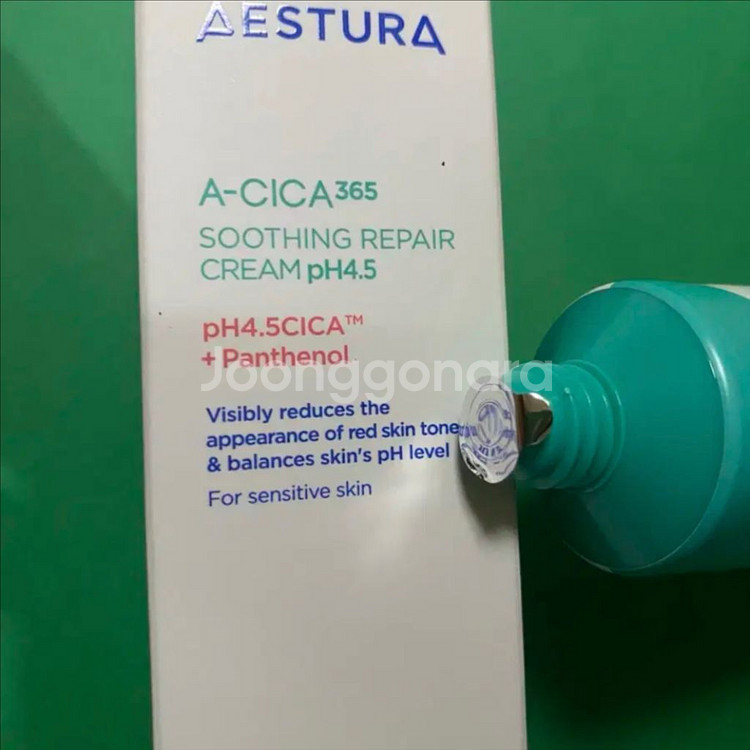 AESTURA
A-CICA365
SOOTHING REPAIR
CREAM pH4.5
pH4.5CICA™
+ Panthenol
Joonggonara
Visibly reduces the
appearance of red skin tone
& balances skin's pH level
For sensitive skin